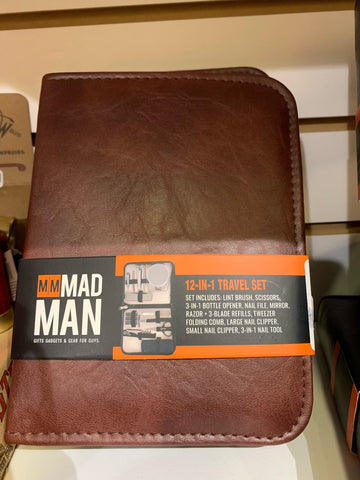 MM MAD
MAN
GIFTS GADGETS & GEAR FOR GUYS.
12-IN-1 TRAVEL SET
SET INCLUDES: LINT BRUSH, SCISSORS,
3-IN-1 BOTTLE OPENER, NAIL FILE, MIRROR,
RAZOR + 3-BLADE REFILLS, TWEEZER
FOLDING COMB, LARGE NAIL CLIPPER,
SMALL NAIL CLIPPER, 3-IN-1 NAIL TOOL